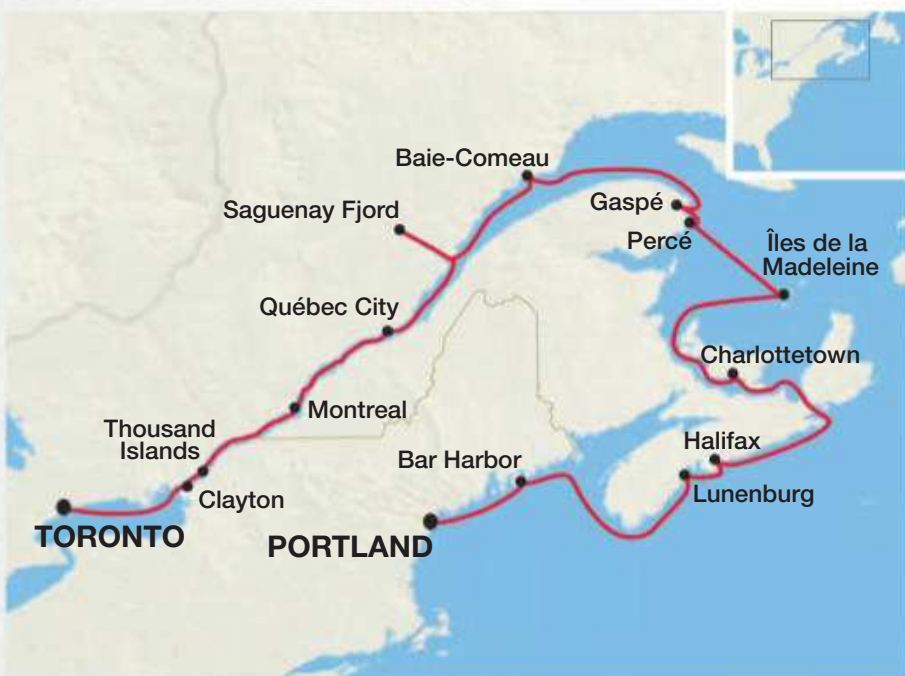 Baie-Comeau
Saguenay Fjord
Gaspé
Percé
Îles de la
Madeleine
Québec City
Charlottetown
Montreal
Thousand
Islands
Halifax
Bar Harbor
Clayton
Lunenburg
TORONTO
PORTLAND